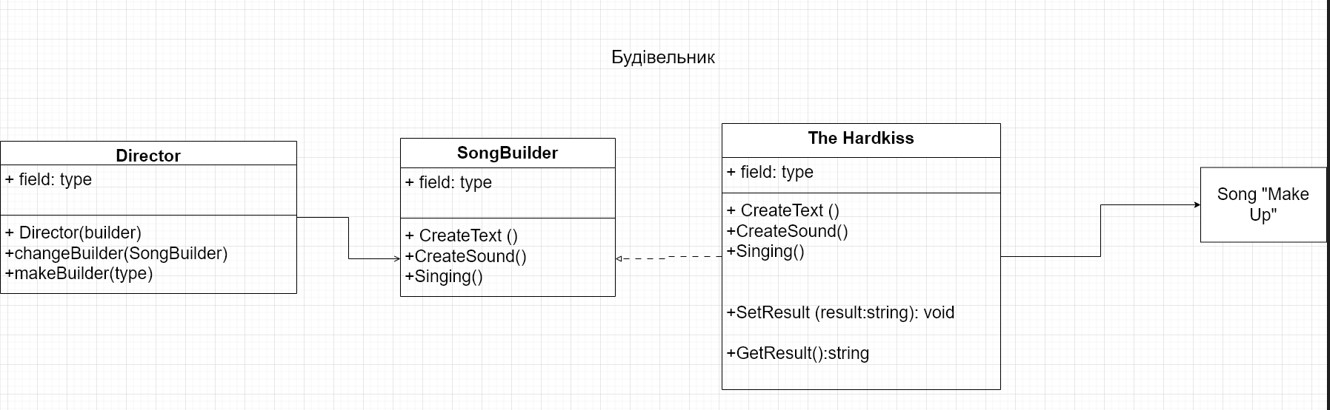 Будівельник
Director
+ field: type
+ Director(builder)
+changeBuilder(SongBuilder)
+makeBuilder(type)
SongBuilder
+ field: type
+ CreateText ()
+CreateSound()
+Singing()
The Hardkiss
+ field: type
+ CreateText ()
+CreateSound()
+Singing()
+SetResult (result:string): void
+GetResult():string
Song "Make
Up"